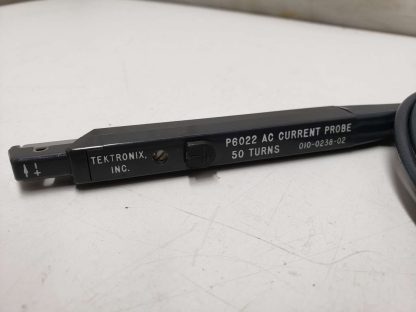 TEKTRONIX,
INC.
P6022 AC CURRENT PROBE
50 TURNS 010-0238-02
+